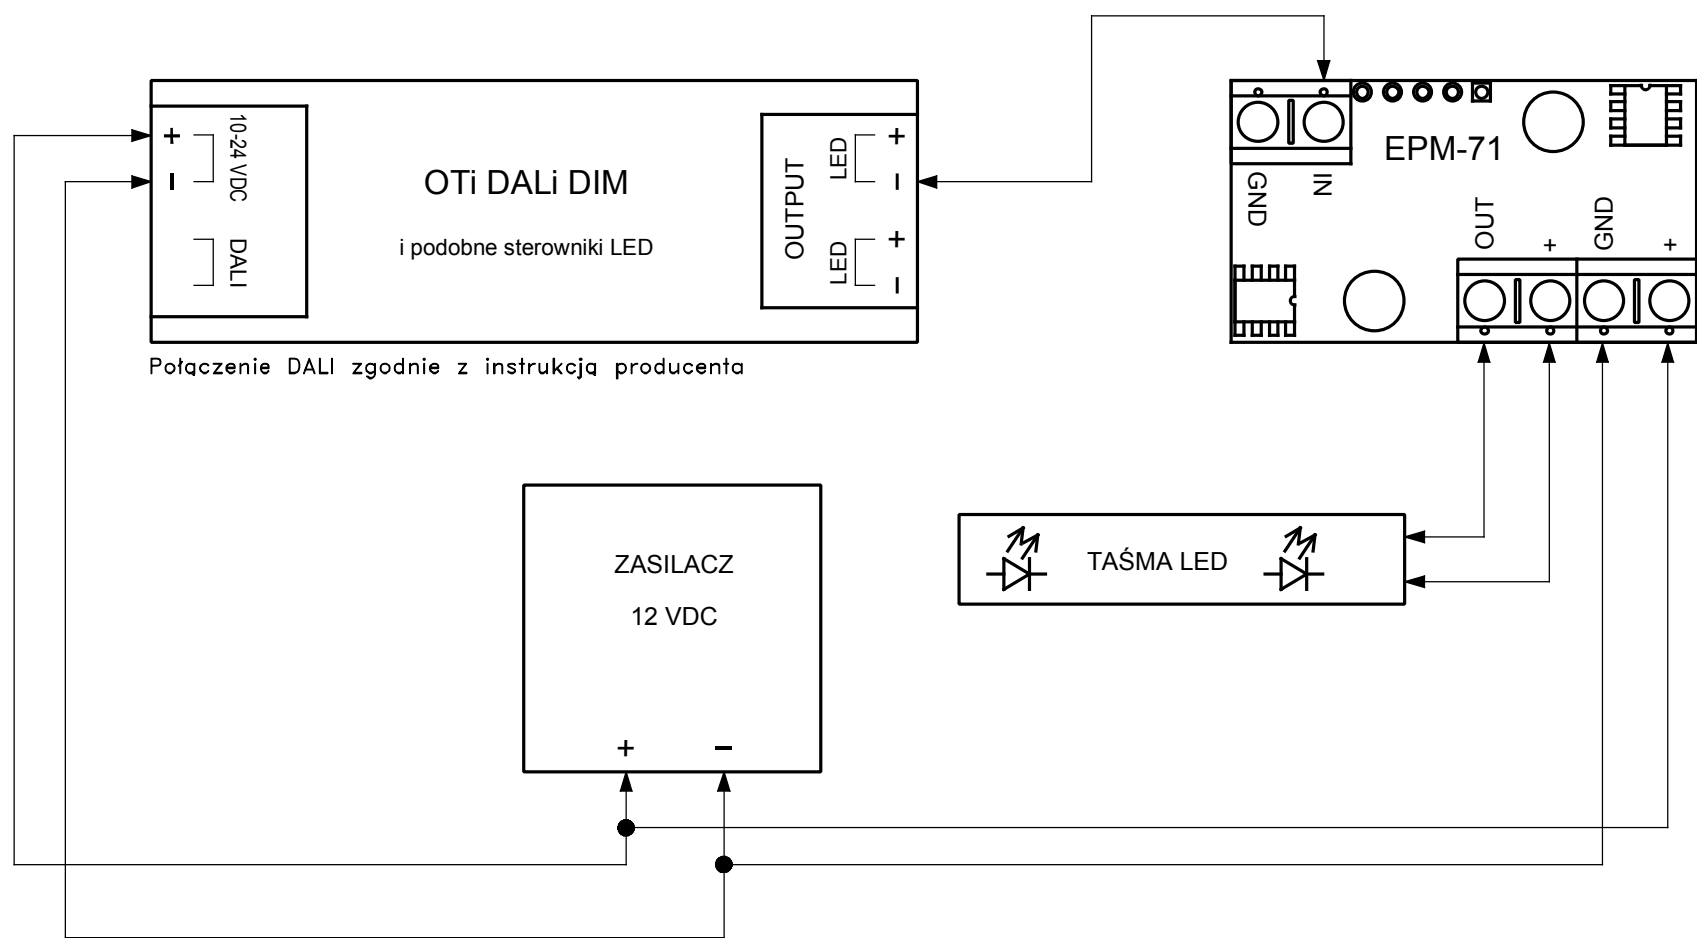 +
10-24 VDC
-
DALI
OTi DALi DIM
i podobne sterowniki LED
OUTPUT
LED
+
-
LED
+
-
Połączenie DALI zgodnie z instrukcją producenta
EPM-71
GND
IN
OUT
+
GND
+
ZASILACZ
12 VDC
+
-
TAŚMA LED